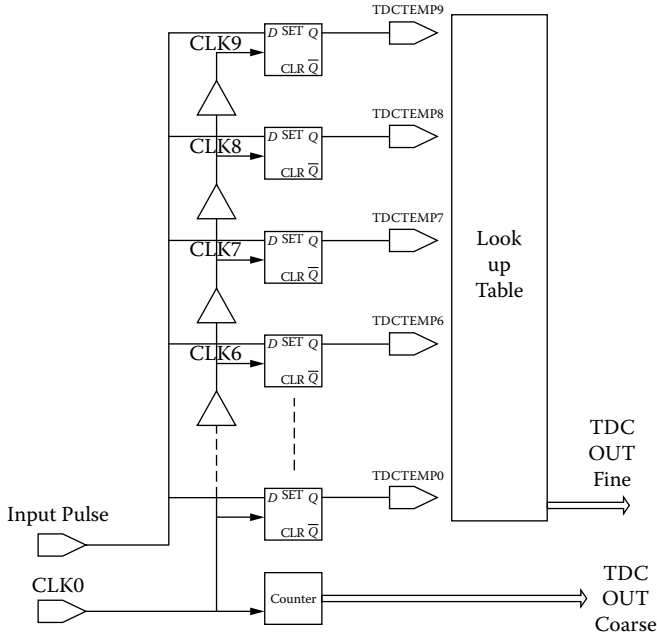 TDCTEMP9
CLK9
D SET Q
CLR Q̅
TDCTEMP8
CLK8
D SET Q
CLR Q̅
TDCTEMP7
CLK7
D SET Q
CLR Q̅
Look
up
Table
TDCTEMP6
CLK6
D SET Q
CLR Q̅
TDC
OUT
Fine
TDCTEMP0
D SET Q
CLR Q̅
Input Pulse
CLK0
Counter
TDC
OUT
Coarse